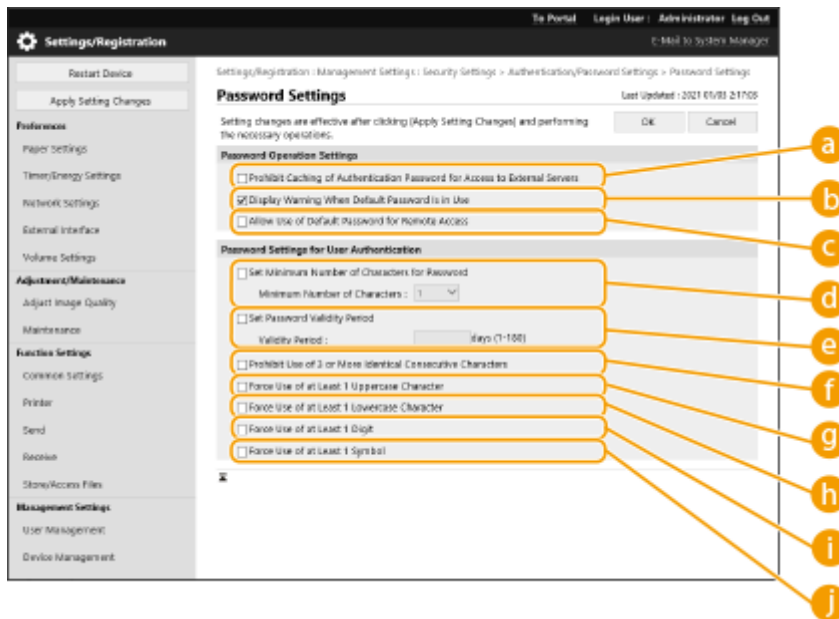 To Portal Login User : Administrator Log Out
Settings/Registration
E-Mail to System Manager
Restart Device
Apply Setting Changes
Preferences
Paper Settings
Timer/Energy Settings
Network Settings
External Interface
Volume Settings
Adjustment/Maintenance
Adjust Image Quality
Maintenance
Function Settings
Common Settings
Printer
Send
Receive
Store/Access Files
Management Settings
User Management
Device Management
Settings/Registration : Management Settings : Security Settings > Authentication/Password Settings > Password Settings
Password Settings
Last Updated : 2021 01/03 2:17:05
Setting changes are effective after clicking [Apply Setting Changes] and performing
the necessary operations.
OK Cancel
Password Operation Settings
Prohibit Caching of Authentication Password for Access to External Servers
Display Warning When Default Password Is in Use
Allow Use of Default Password for Remote Access
Password Settings for User Authentication
Set Minimum Number of Characters for Password
Minimum Number of Characters : 1
Set Password Validity Period
Validity Period : days (1-180)
Prohibit Use of 3 or More Identical Consecutive Characters
Force Use of at Least 1 Uppercase Character
Force Use of at Least 1 Lowercase Character
Force Use of at Least 1 Digit
Force Use of at Least 1 Symbol
a
b
c
d
e
f
g
h
i
j